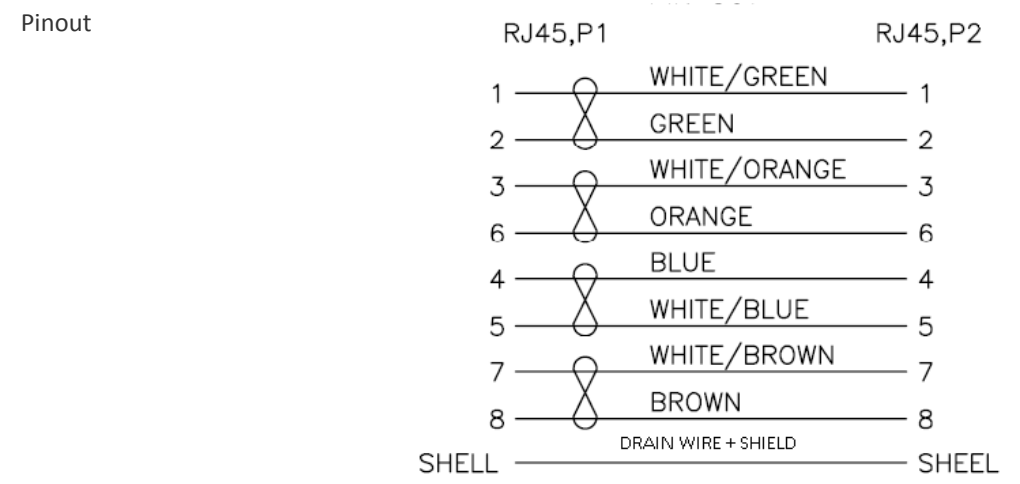 Pinout
RJ45,P1 RJ45,P2
WHITE/GREEN
1 1
GREEN
2 2
WHITE/ORANGE
3 3
ORANGE
6 6
BLUE
4 4
WHITE/BLUE
5 5
WHITE/BROWN
7 7
BROWN
8 8
DRAIN WIRE + SHIELD
SHELL SHEEL